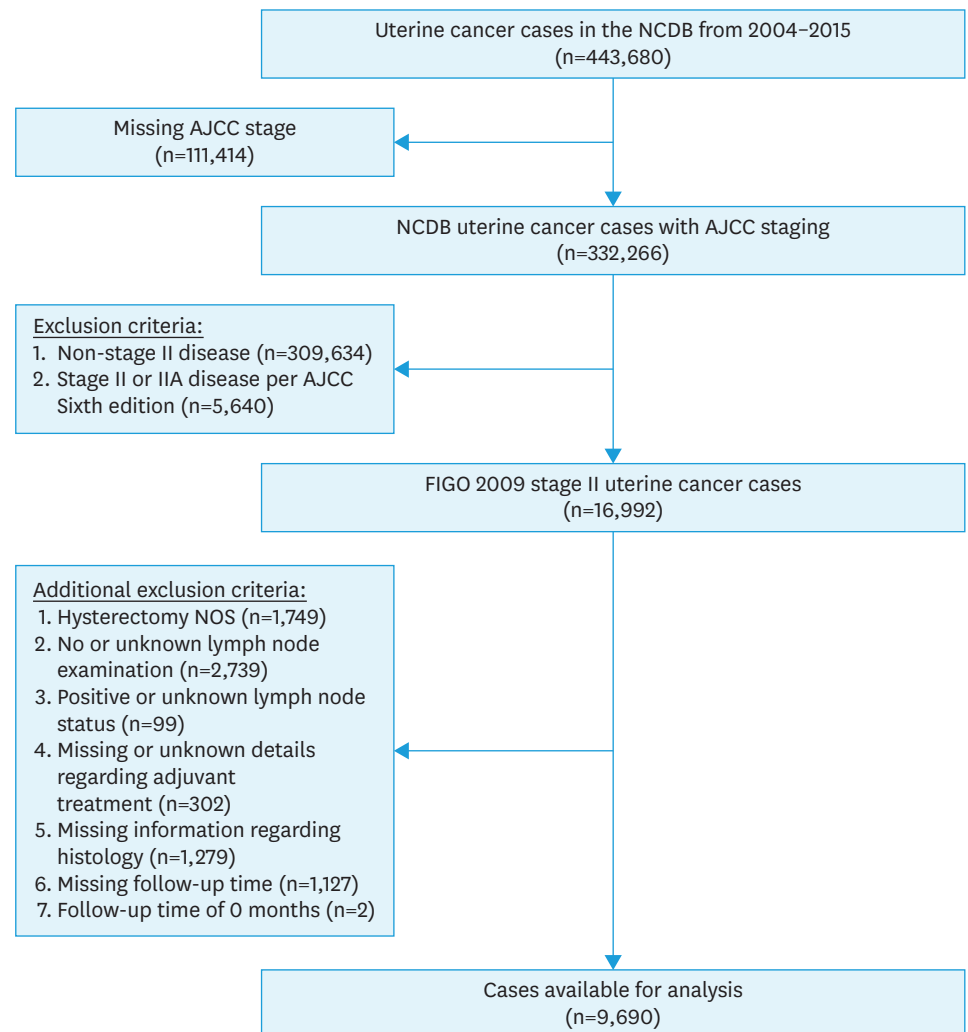 Uterine cancer cases in the NCDB from 2004–2015
(n=443,680)
Missing AJCC stage
(n=111,414)
NCDB uterine cancer cases with AJCC staging
(n=332,266)
Exclusion criteria:
1. Non-stage II disease (n=309,634)
2. Stage II or IIA disease per AJCC
Sixth edition (n=5,640)
FIGO 2009 stage II uterine cancer cases
(n=16,992)
Additional exclusion criteria:
1. Hysterectomy NOS (n=1,749)
2. No or unknown lymph node
examination (n=2,739)
3. Positive or unknown lymph node
status (n=99)
4. Missing or unknown details
regarding adjuvant
treatment (n=302)
5. Missing information regarding
histology (n=1,279)
6. Missing follow-up time (n=1,127)
7. Follow-up time of 0 months (n=2)
Cases available for analysis
(n=9,690)